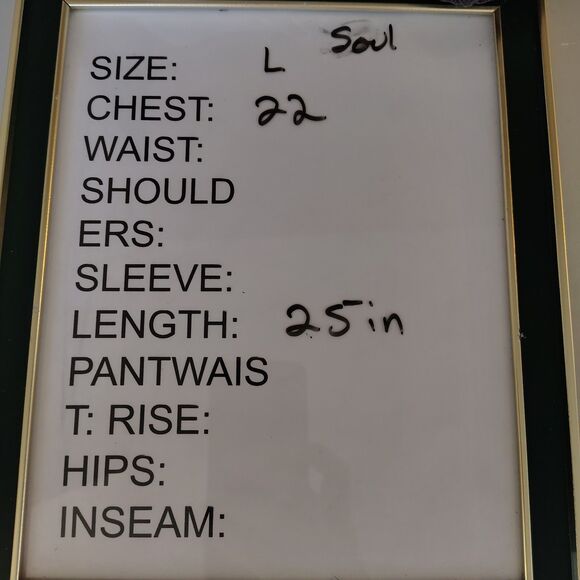 Soul
SIZE: L
CHEST: 22
WAIST:
SHOULD
ERS:
SLEEVE:
LENGTH: 25in
PANTWAIS
T: RISE:
HIPS:
INSEAM: